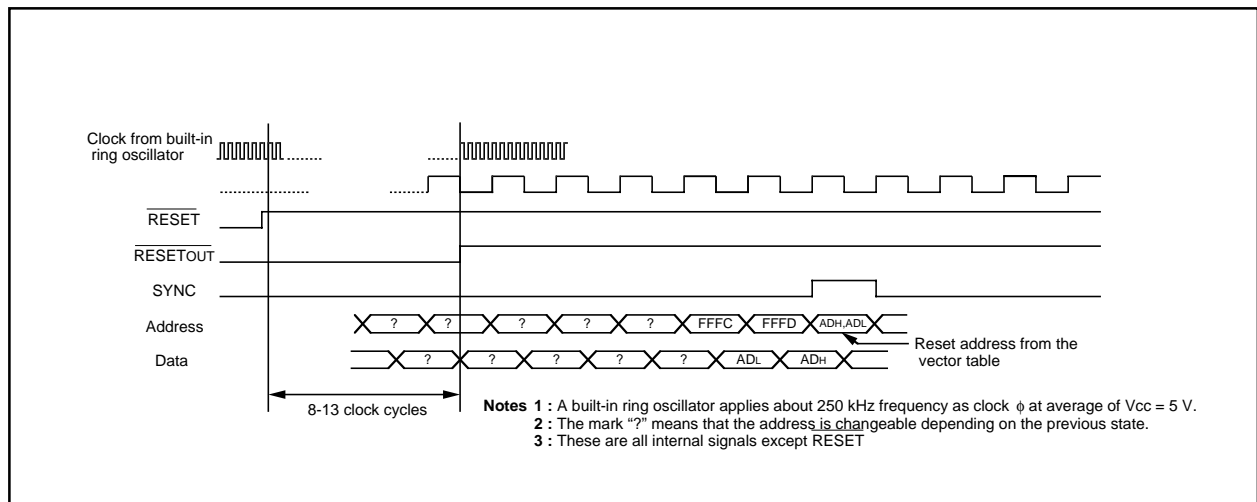 Clock from built-in
ring oscillator
RESET
RESETOUT
SYNC
Address
? ? ? ? ? FFFC FFFD ADH,ADL
Reset address from the
vector table
Data
? ? ? ? ? ADL ADH
8-13 clock cycles
Notes 1 : A built-in ring oscillator applies about 250 kHz frequency as clock ϕ at average of Vcc = 5 V.
2 : The mark “?” means that the address is changeable depending on the previous state.
3 : These are all internal signals except RESET